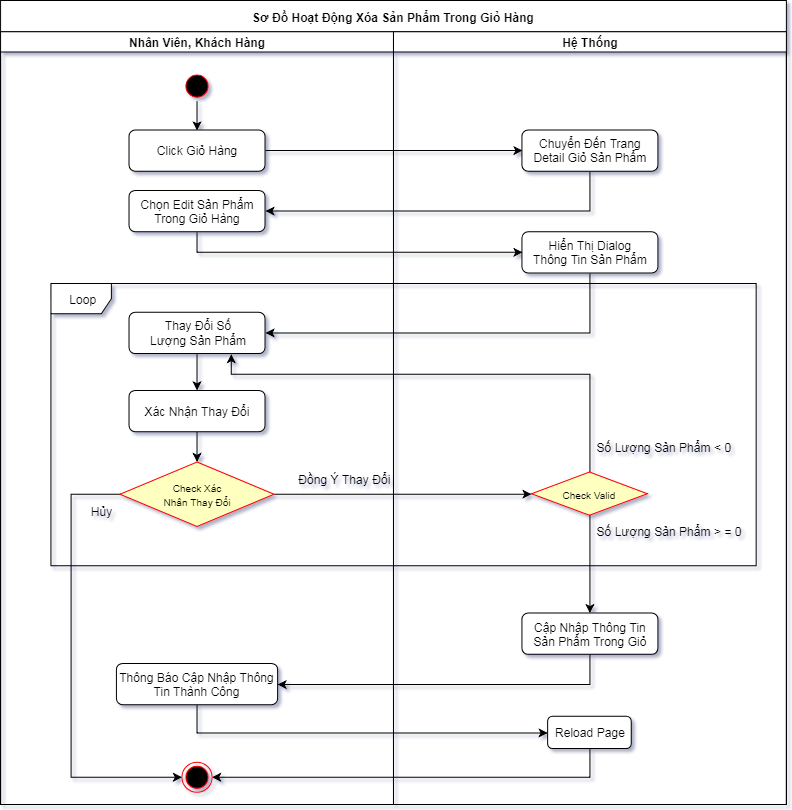 Sơ Đồ Hoạt Động Xóa Sản Phẩm Trong Giỏ Hàng
Nhân Viên, Khách Hàng
Hệ Thống
Click Giỏ Hàng
Chuyển Đến Trang
Detail Giỏ Sản Phẩm
Chọn Edit Sản Phẩm
Trong Giỏ Hàng
Hiển Thị Dialog
Thông Tin Sản Phẩm
Loop
Thay Đổi Số
Lượng Sản Phẩm
Xác Nhận Thay Đổi
Số Lượng Sản Phẩm < 0
Check Xác
Nhân Thay Đổi
Đồng Ý Thay Đổi
Check Valid
Hủy
Số Lượng Sản Phẩm > = 0
Cập Nhập Thông Tin
Sản Phẩm Trong Giỏ
Thông Báo Cập Nhập Thông
Tin Thành Công
Reload Page